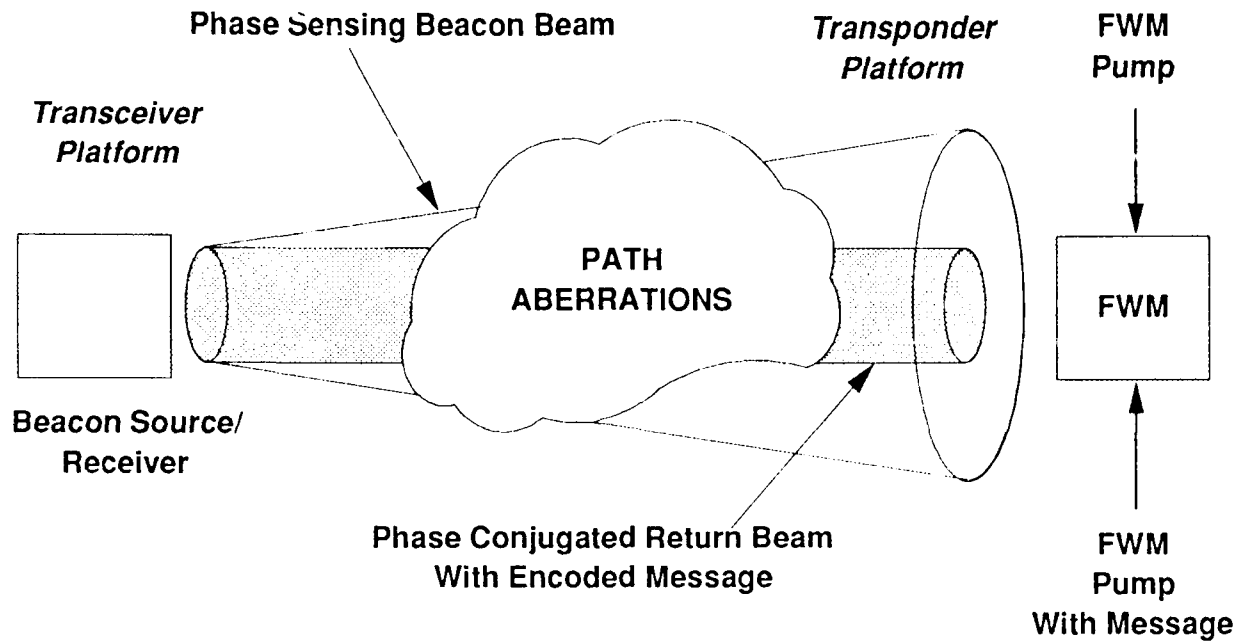 Phase Sensing Beacon Beam
Transponder
Platform
FWM
Pump
Transceiver
Platform
PATH
ABERRATIONS
FWM
Beacon Source/
Receiver
Phase Conjugated Return Beam
With Encoded Message
FWM
Pump
With Message